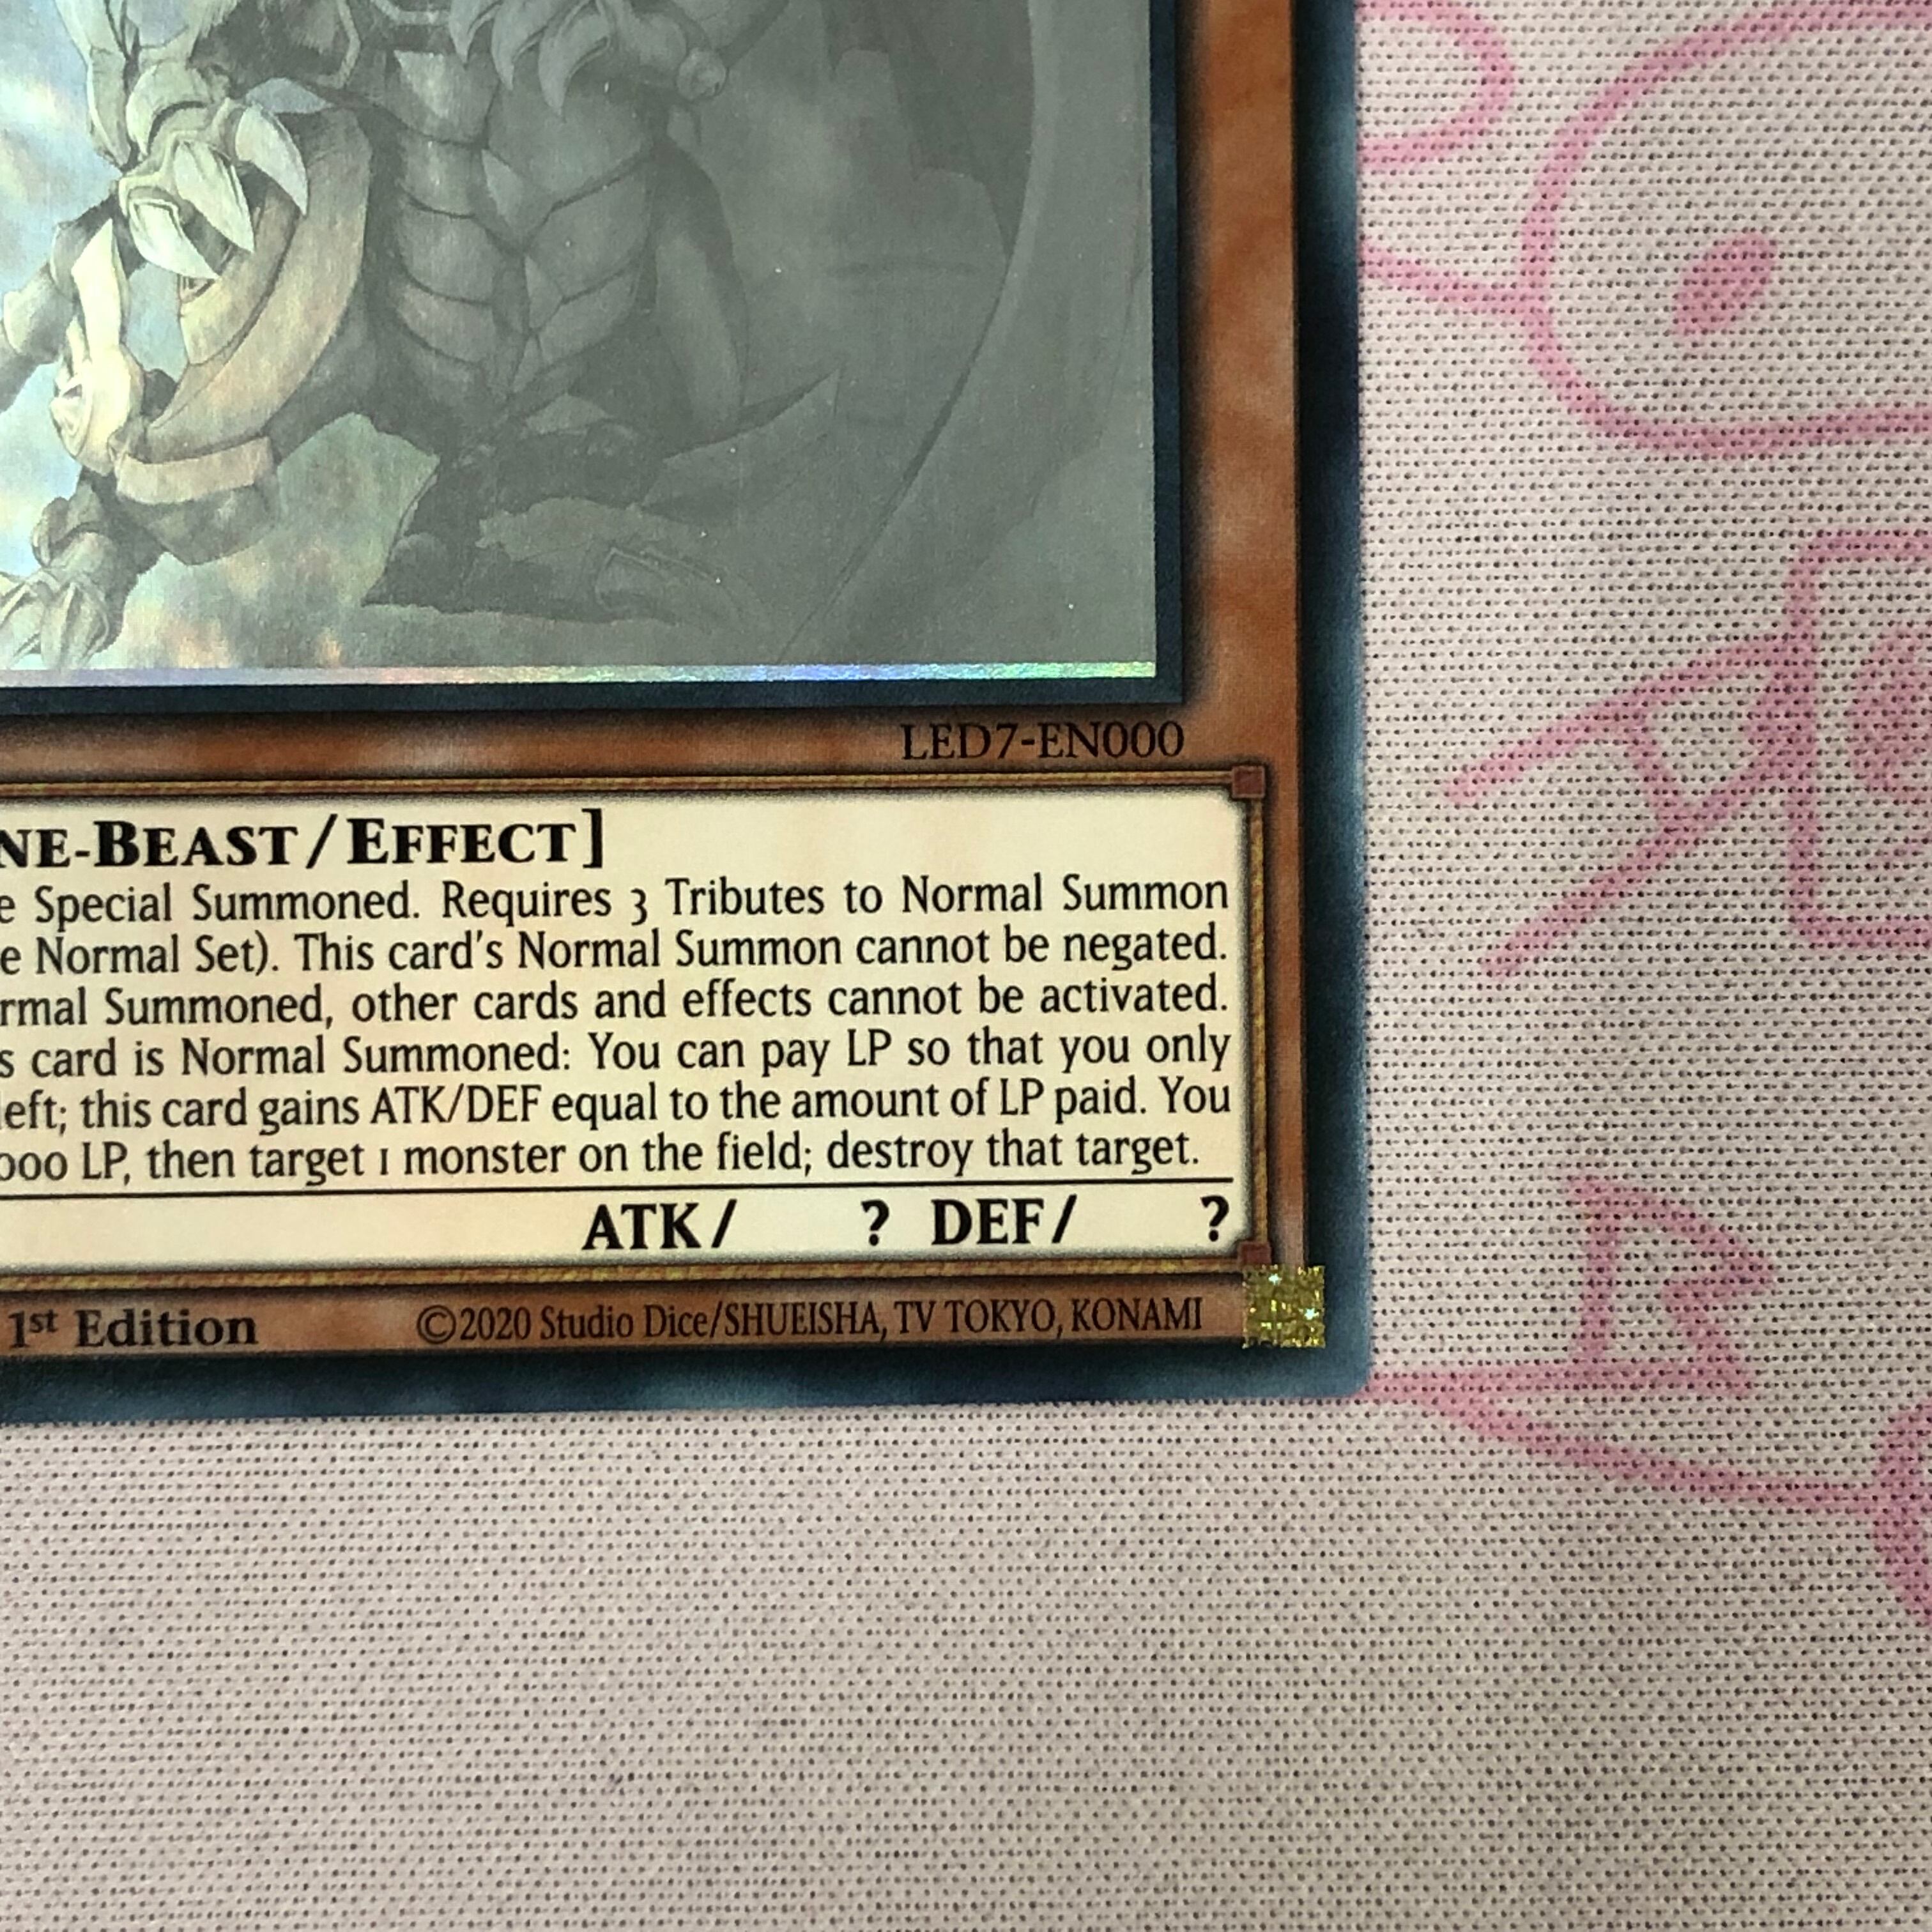 LED7-EN000
NE-BEAST/EFFECT]
e Special Summoned. Requires 3 Tributes to Normal Summon
e Normal Set). This card's Normal Summon cannot be negated.
rmal Summoned, other cards and effects cannot be activated.
s card is Normal Summoned: You can pay LP so that you only
left; this card gains ATK/DEF equal to the amount of LP paid. You
000 LP, then target 1 monster on the field; destroy that target.
ATK/ ? DEF/ ?
1st Edition ©2020 Studio Dice/SHUEISHA, TV TOKYO, KONAMI